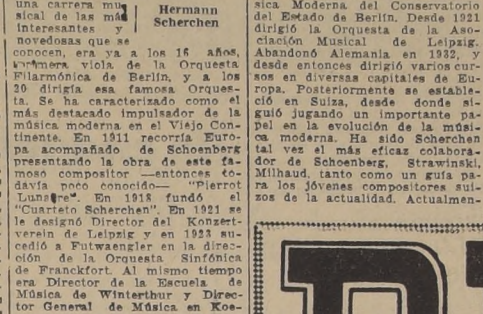 una carrera mu-
sical de las más
interesantes y
novedosas que se
conocen, era ya a los 16 años,
primera viola de la Orquesta
Filarmónica de Berlín, y a los
20 dirigía esa famosa Orques-
ta. Se ha caracterizado como el
más destacado impulsador de la
música moderna en el Viejo Con-
tinente. En 1911 recorría Euro-
pa acompañado de Schoenberg
presentando la obra de este fa-
moso compositor —entonces to-
davía poco conocido— "Pierrot
Lunaire". En 1918 fundó el
"Cuarteto Scherchen". En 1921 se
le designó Director del Konzert-
verein de Leipzig y en 1923 su-
cedió a Futwaengler en la direc-
ción de la Orquesta Sinfónica
de Franckfort. Al mismo tiempo
era Director de la Escuela de
Música de Winterthur y Direc-
tor General de Música en Koe-
Hermann
Scherchen
sica Moderna del Conservatorio
del Estado de Berlín. Desde 1921
dirigió la Orquesta de la Aso-
ciación Musical de Leipzig.
Abandonó Alemania en 1932, y
desde entonces dirigió varios cur-
sos en diversas capitales de Eu-
ropa. Posteriormente se estable-
ció en Suiza, desde donde si-
guió jugando un importante pa-
pel en la evolución de la músi-
ca moderna. Ha sido Scherchen
tal vez el más eficaz colabora-
dor de Schoenberg, Strawinski,
Milhaud, tanto como un guía pa-
ra los jóvenes compositores sui-
zos de la actualidad. Actualmen-